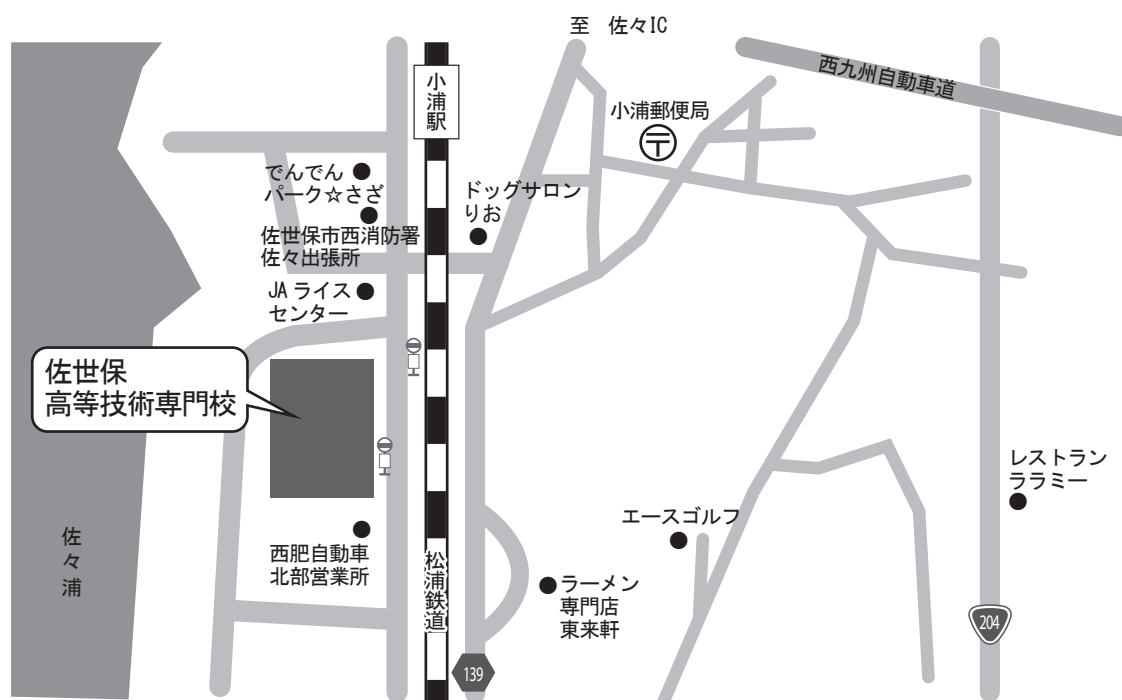 至 佐々IC
西九州自動車道
小浦駅
小浦郵便局
でんでん
パーク☆さざ
ドッグサロン
りお
佐世保市西消防署
佐々出張所
JAライス
センター
佐世保
高等技術専門校
レストラン
ララミー
エースゴルフ
佐々浦
西肥自動車
北部営業所
松浦鉄道
ラーメン
専門店
東来軒
204
139